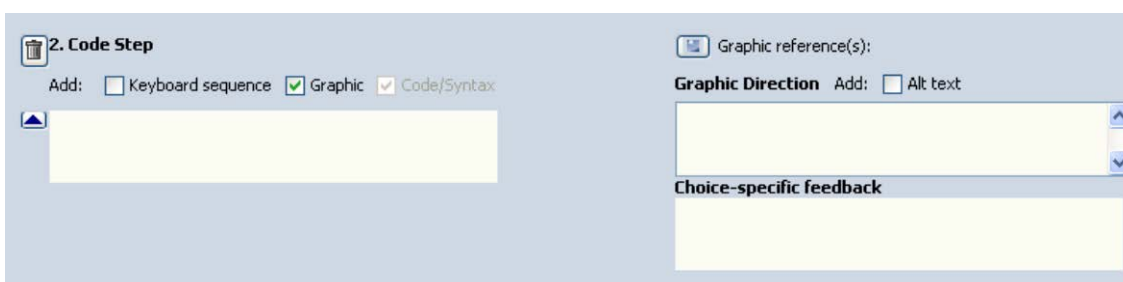 2. Code Step
Add: Keyboard sequence Graphic Code/Syntax
Graphic reference(s):
Graphic Direction Add: Alt text
Choice-specific feedback